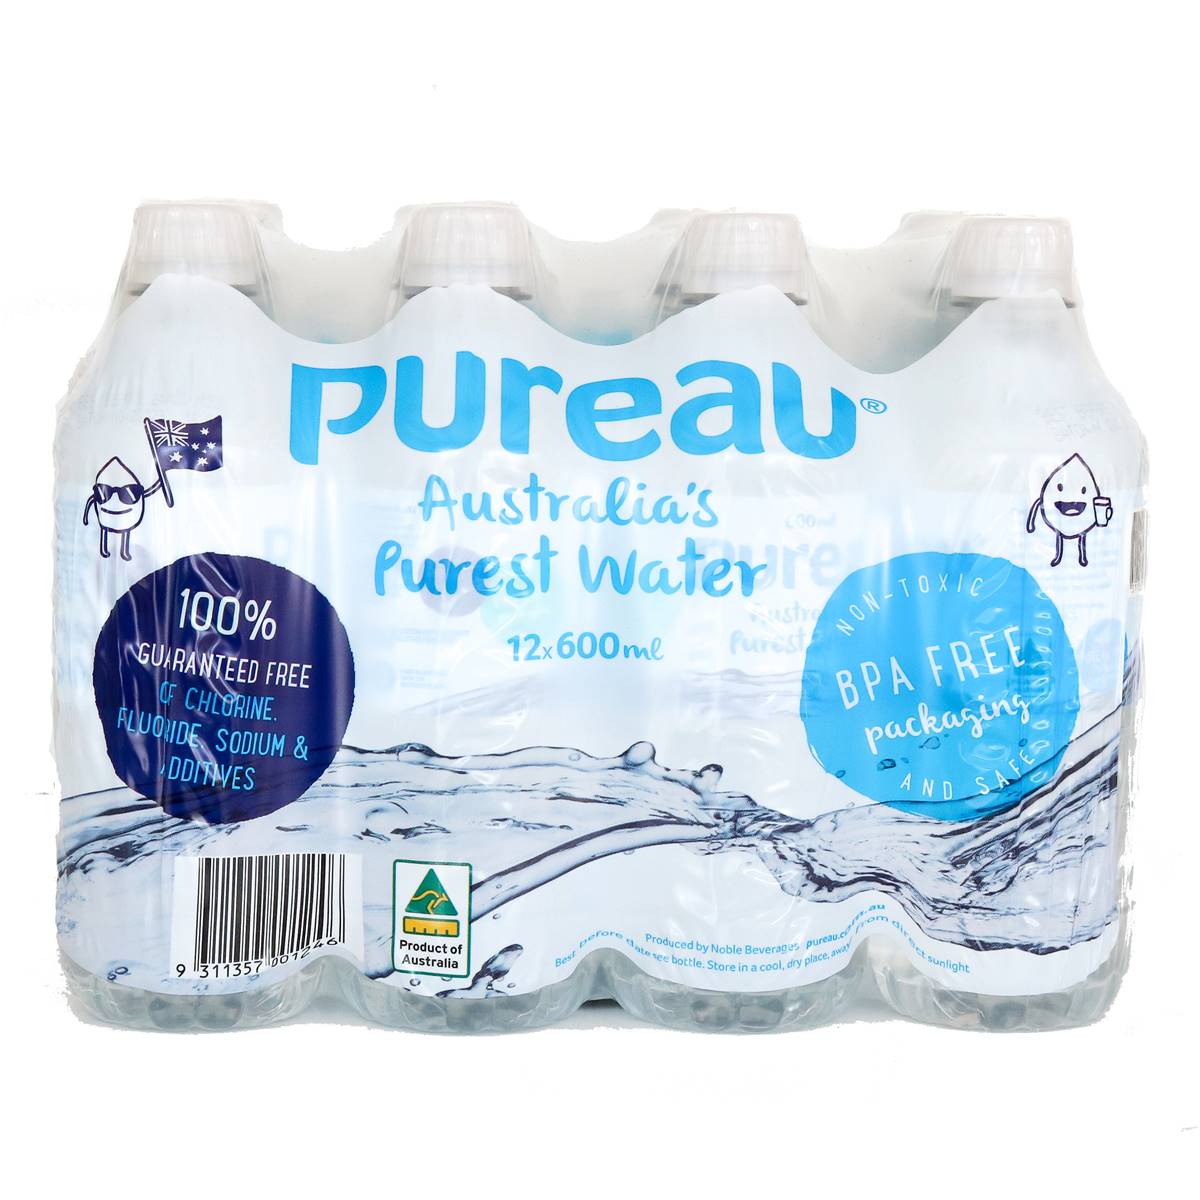 pureau®
Australia's
Purest Water
12x600ml
100%
GUARANTEED FREE
OF CHLORINE,
FLUORIDE, SODIUM &
ADDITIVES
NON-TOXIC
BPA FREE
packaging
AND SAFE
9 311357 001246
Product of
Australia
Produced by Noble Beverages pureau.com.au
Best before date see bottle. Store in a cool, dry place, away from direct sunlight
600ml